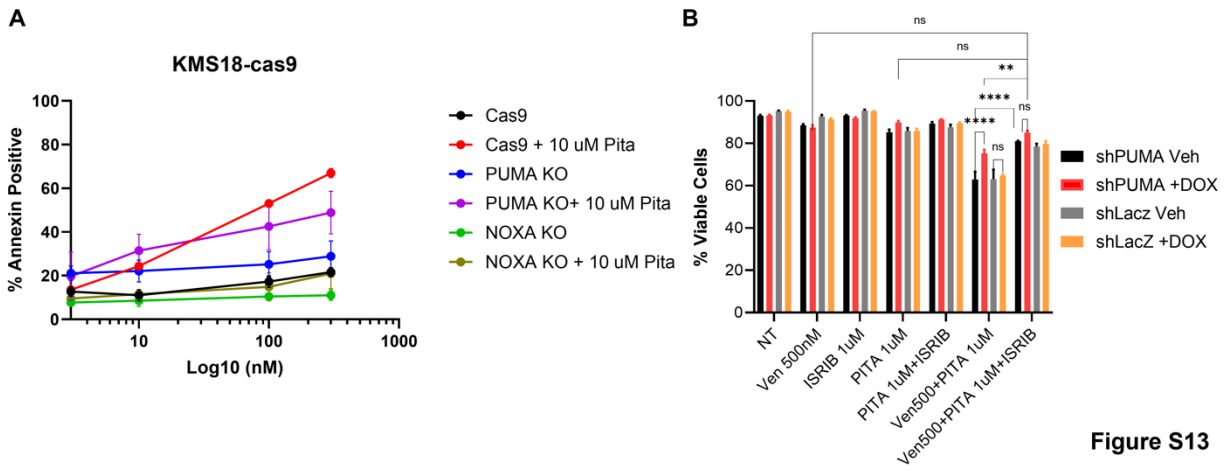 A
KMS18-cas9
% Annexin Positive
100
80
60
40
20
0
10
100
1000
Log10 (nM)
Cas9
Cas9 + 10 uM Pita
PUMA KO
PUMA KO+ 10 uM Pita
NOXA KO
NOXA KO + 10 uM Pita
B
ns
ns
**
****
ns
****
ns
% Viable Cells
100
80
60
40
20
0
NT
Ven 500nM
ISRIB 1uM
PITA 1uM
PITA 1uM+ISRIB
Ven500+PITA 1uM
Ven500+PITA 1uM+ISRIB
shPUMA Veh
shPUMA +DOX
shLacz Veh
shLacZ +DOX
Figure S13